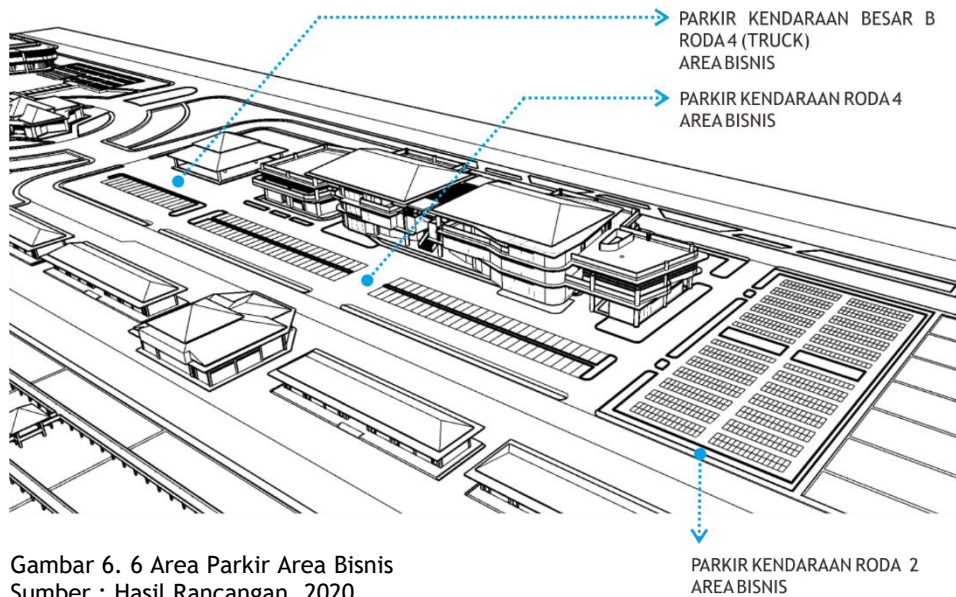 PARKIR KENDARAAN BESAR B
RODA 4 (TRUCK)
AREA BISNIS
PARKIR KENDARAAN RODA 4
AREA BISNIS
PARKIR KENDARAAN RODA 2
AREA BISNIS
Gambar 6. 6 Area Parkir Area Bisnis
Sumber : Hasil Rancangan, 2020